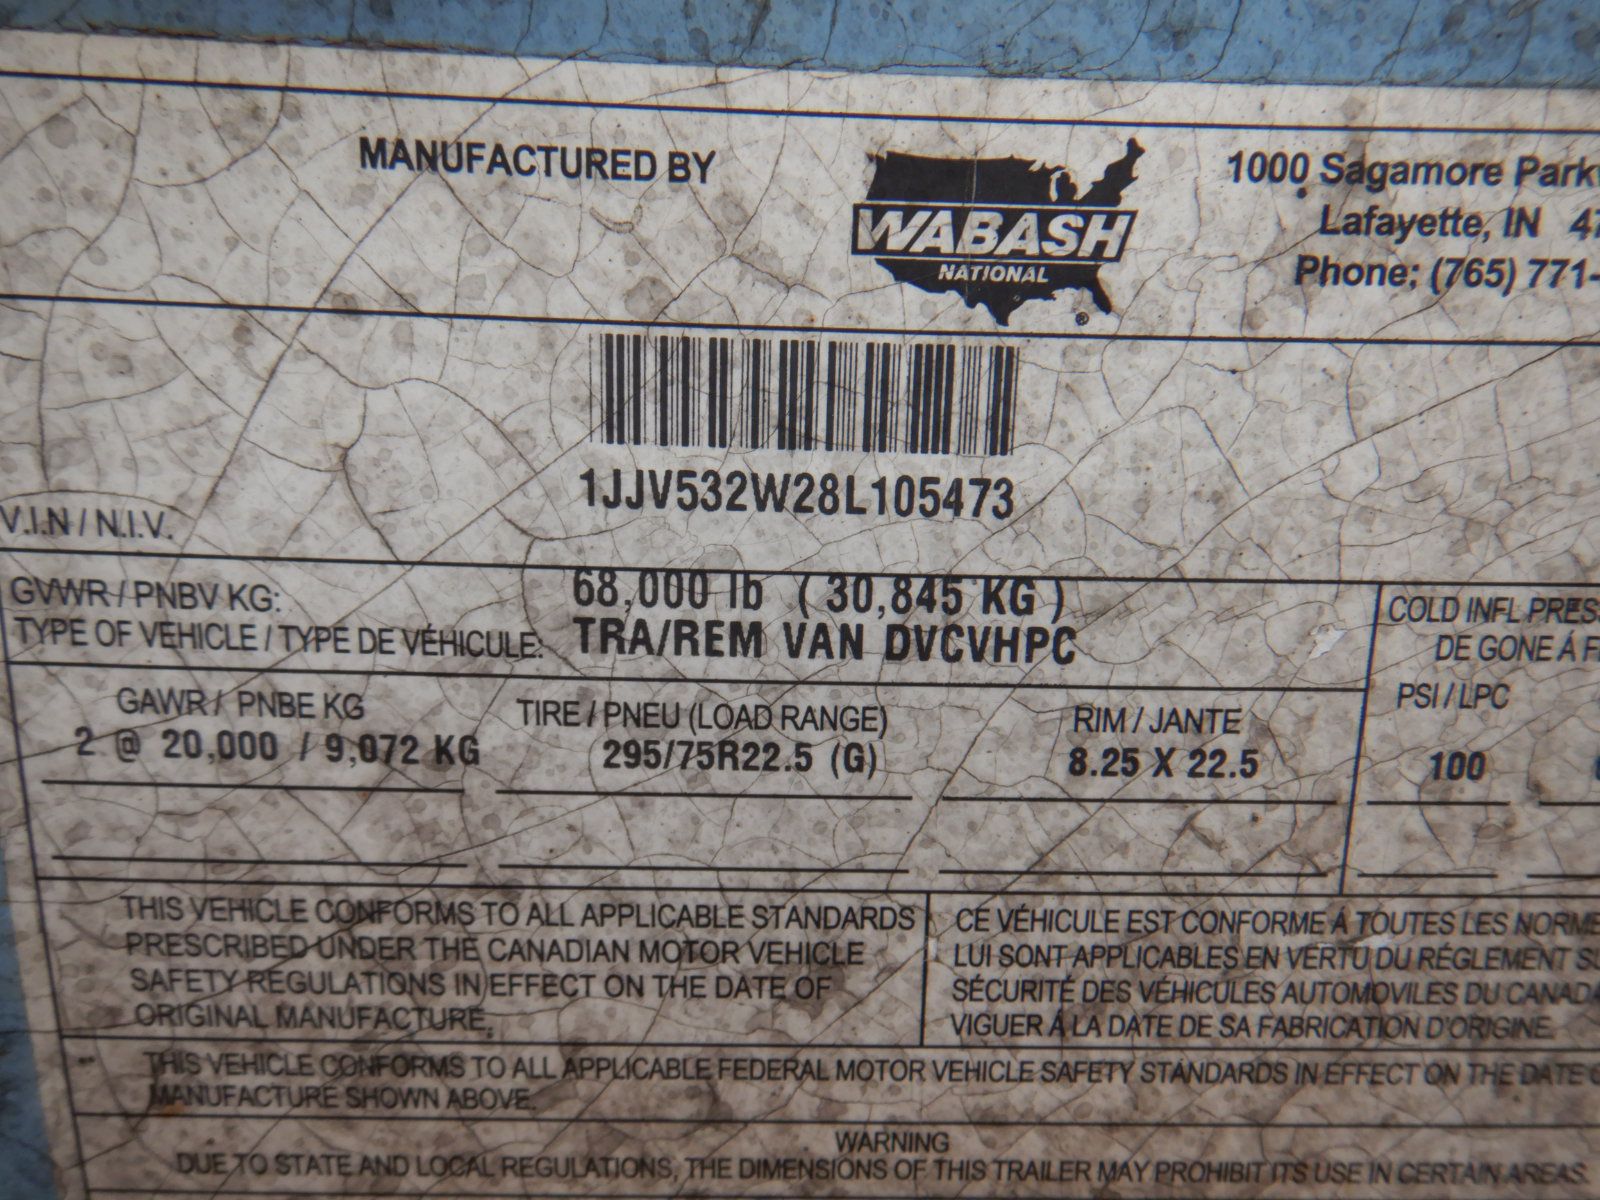 MANUFACTURED BY
WABASH
NATIONAL
®
1000 Sagamore
Lafayette, IN
Phone: (765) 771-
1JJV532W28L105473
V.I.N / N.I.V.
GVWR / PNBV KG: 68,000 lb ( 30,845 KG )
TYPE OF VEHICLE / TYPE DE VÉHICULE: TRA/REM VAN DVCVHPC
COLD INFL
DE GONE À
PSI / LPC
100
GAWR / PNBE KG
2 @ 20,000 / 9,072 KG
TIRE / PNEU (LOAD RANGE)
295/75R22.5 (G)
RIM / JANTE
8.25 X 22.5
THIS VEHICLE CONFORMS TO ALL APPLICABLE STANDARDS
PRESCRIBED UNDER THE CANADIAN MOTOR VEHICLE
SAFETY REGULATIONS IN EFFECT ON THE DATE OF
ORIGINAL MANUFACTURE.
CE VÉHICULE EST CONFORME À TOUTES LES
LUI SONT APPLICABLES EN VERTU DU RÉGLEMENT
SÉCURITÉ DES VÉHICULES AUTOMOVILES DU
VIGUER Á LA DATE DE SA FABRICATION D'ORIGINE.
THIS VEHICLE CONFORMS TO ALL APPLICABLE FEDERAL MOTOR VEHICLE SAFETY STANDARDS IN EFFECT ON THE DATE
MANUFACTURE SHOWN ABOVE.
WARNING
DUE TO STATE AND LOCAL REGULATIONS, THE DIMENSIONS OF THIS TRAILER MAY PROHIBIT ITS USE IN CERTAIN AREAS.